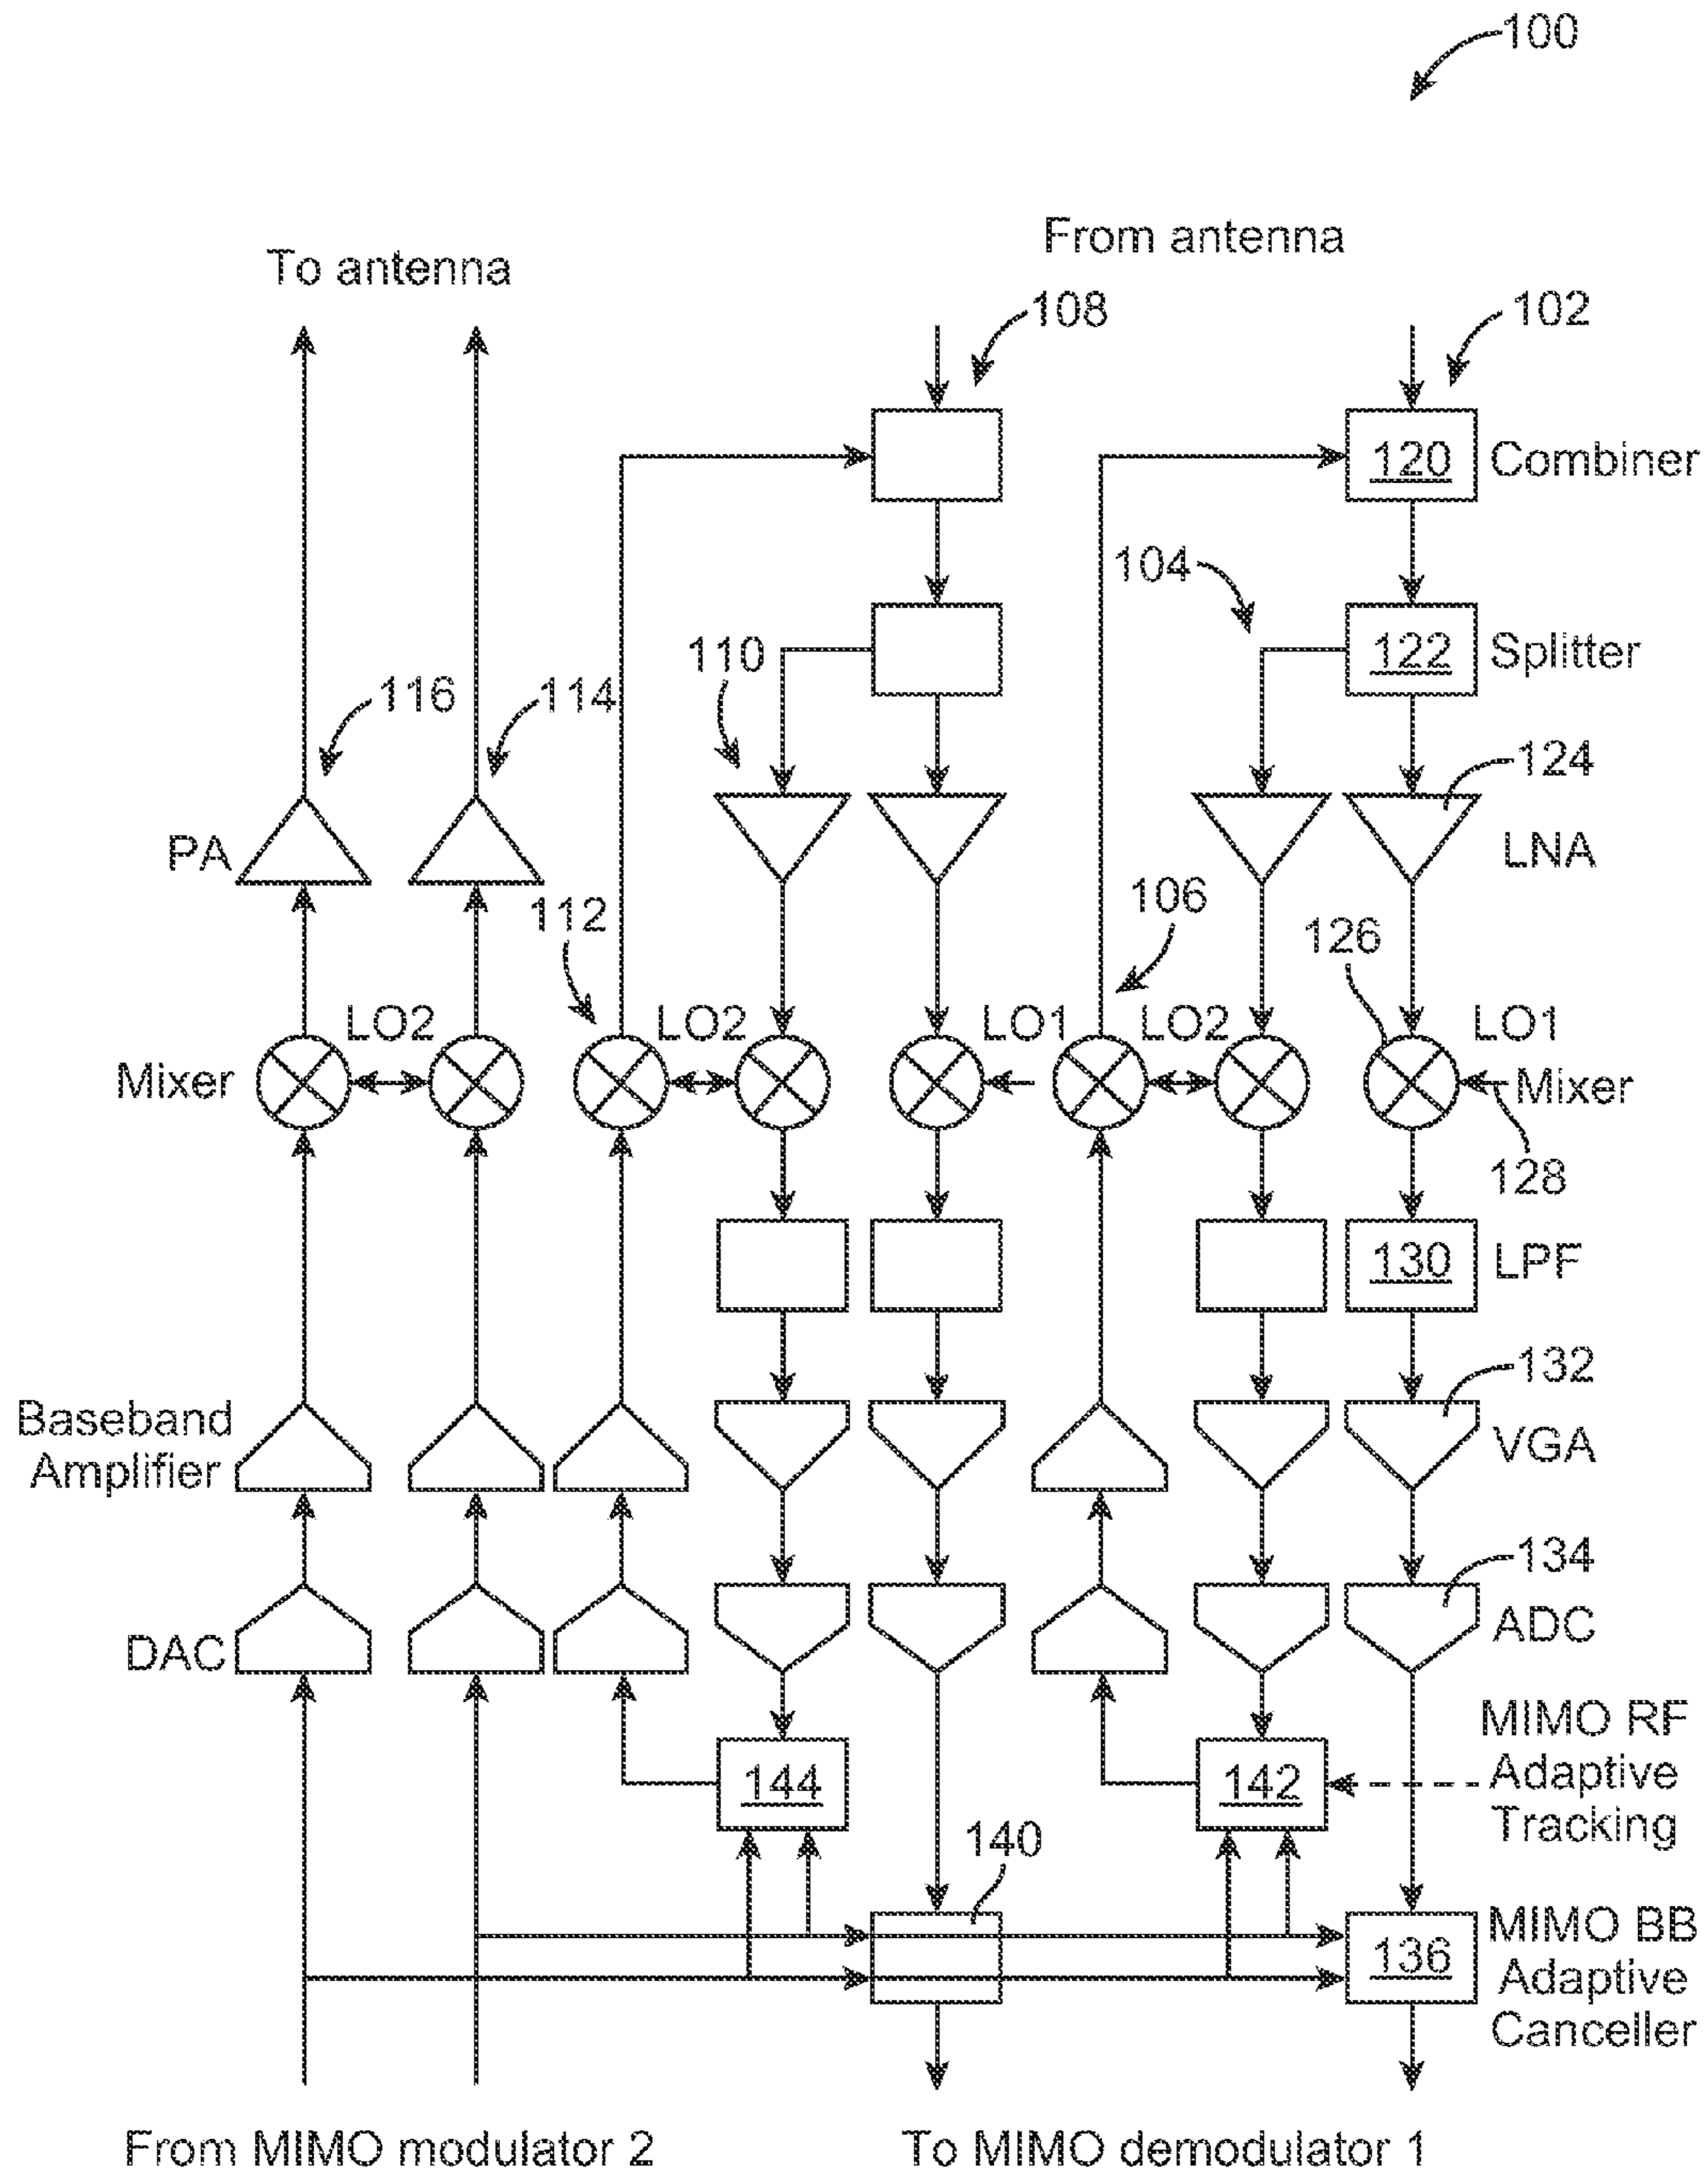 100
From antenna
To antenna
108
102
120
Combiner
104
110
122
Splitter
116
114
124
PA
LNA
112
106
126
LO2
LO2
LO1
LO2
LO1
Mixer
Mixer
128
130
LPF
132
Baseband
Amplifier
VGA
134
DAC
ADC
MIMO RF
Adaptive
Tracking
144
142
140
MIMO BB
Adaptive
Canceller
136
From MIMO modulator 2
To MIMO demodulator 1